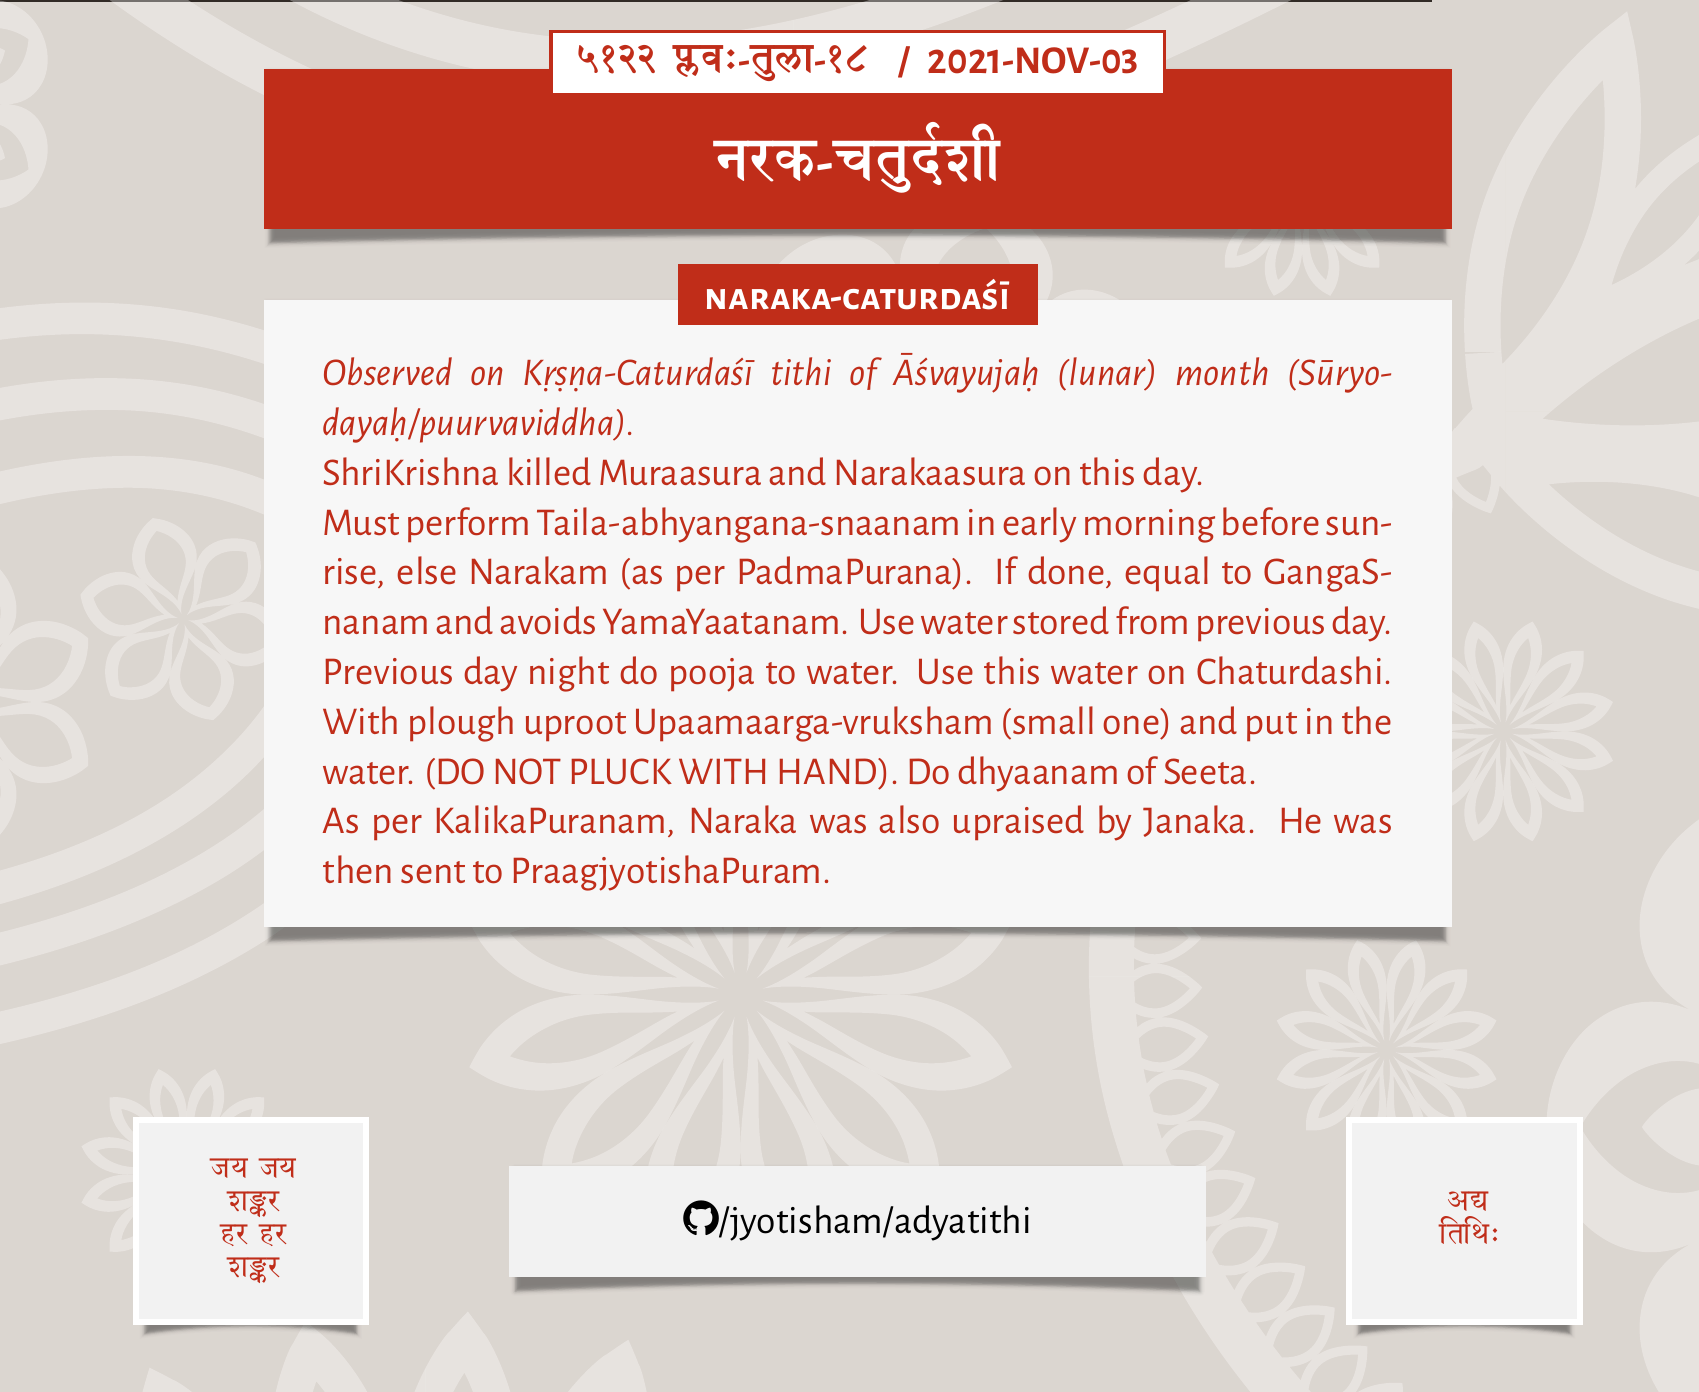 ५१२२ प्लवः-तुला-१८ / 2021-NOV-03
नरक-चतुर्दशी
NARAKA-CATURDAŚĪ
Observed on Kṛṣṇa-Caturdaśī tithi of Āśvayujaḥ (lunar) month (Sūryo-
dayaḥ/puurvaviddha).
ShriKrishna killed Muraasura and Narakaasura on this day.
Must perform Taila-abhyangana-snaanam in early morning before sun-
rise, else Narakam (as per PadmaPurana). If done, equal to GangaS-
nanam and avoids YamaYaatanam. Use water stored from previous day.
Previous day night do pooja to water. Use this water on Chaturdashi.
With plough uproot Upaamaarga-vruksham (small one) and put in the
water. (DO NOT PLUCK WITH HAND). Do dhyaanam of Seeta.
As per KalikaPuranam, Naraka was also upraised by Janaka. He was
then sent to PraagjyotishaPuram.
जय जय
शङ्कर
हर हर
शङ्कर
/jyotisham/adyatithi
अद्य
तिथिः